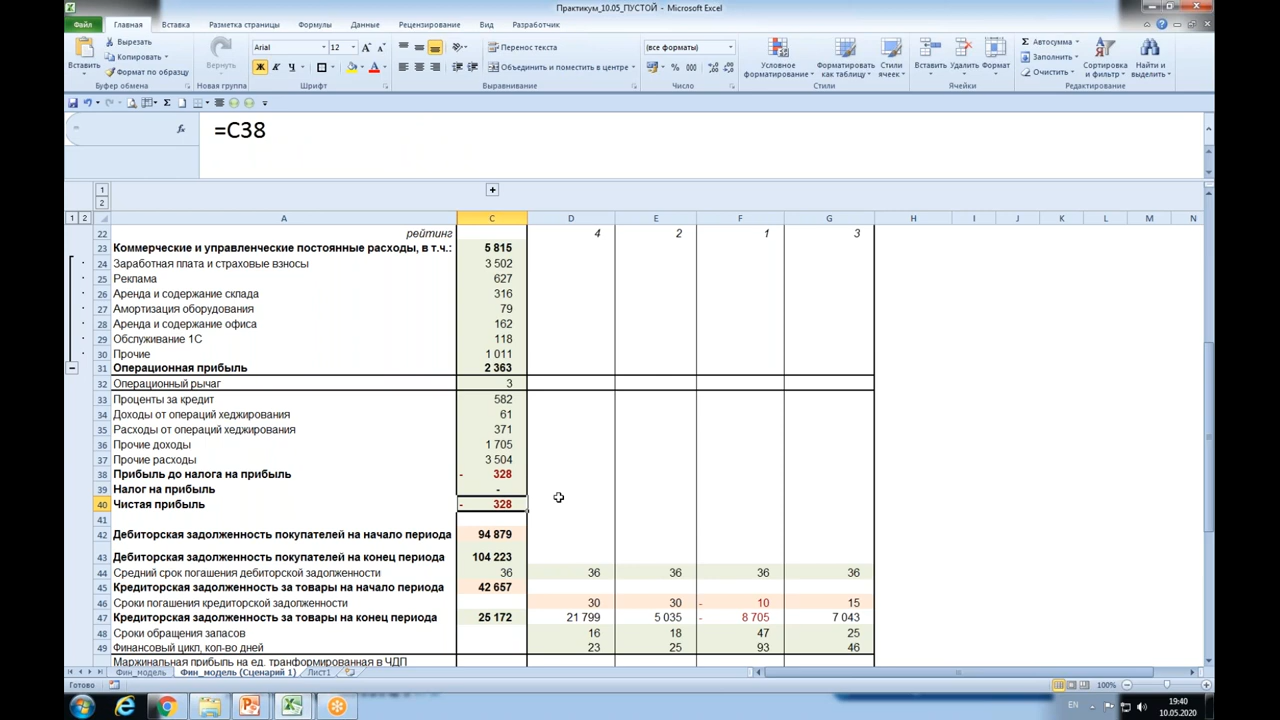 Практикум_10.05_ПУСТОЙ - Microsoft Excel
Файл Главная Вставка Разметка страницы Формулы Данные Рецензирование Вид Разработчик
Вставить Вырезать Копировать Формат по образцу Буфер обмена
Вернуть Новая группа
Arial 12 Ж К Ч Шрифт
Перенос текста Объединить и поместить в центре Выравнивание
(все форматы) % 000 Число
Условное форматирование Форматировать как таблицу Стили ячеек Стили
Вставить Удалить Формат Ячейки
Автосумма Заполнить Очистить Сортировка и фильтр Найти и выделить Редактирование
= fx =C38
1
2
1 2 A C D E F G H I J K L M N
22 рейтинг 4 2 1 3
23 Коммерческие и управленческие постоянные расходы, в т.ч.: 5 815
24 Заработная плата и страховые взносы 3 502
25 Реклама 627
26 Аренда и содержание склада 316
27 Амортизация оборудования 79
28 Аренда и содержание офиса 162
29 Обслуживание 1С 118
30 Прочие 1 011
31 Операционная прибыль 2 363
32 Операционный рычаг 3
33 Проценты за кредит 582
34 Доходы от операций хеджирования 61
35 Расходы от операций хеджирования 371
36 Прочие доходы 1 705
37 Прочие расходы 3 504
38 Прибыль до налога на прибыль - 328
39 Налог на прибыль -
40 Чистая прибыль - 328
41
42 Дебиторская задолженность покупателей на начало периода 94 879
43 Дебиторская задолженность покупателей на конец периода 104 223
44 Средний срок погашения дебиторской задолженности 36 36 36 36 36
45 Кредиторская задолженность за товары на начало периода 42 657
46 Сроки погашения кредиторской задолженности 30 30 - 10 15
47 Кредиторская задолженность за товары на конец периода 25 172 21 799 5 035 - 8 705 7 043
48 Сроки обращения запасов 16 18 47 25
49 Финансовый цикл, кол-во дней 23 25 93 46
Маржинальная прибыль на ед. транформированная в ЧДП
Фин_модель Фин_модель (Сценарий 1) Лист1
Готово 100%
EN 19:40
10.05.2020